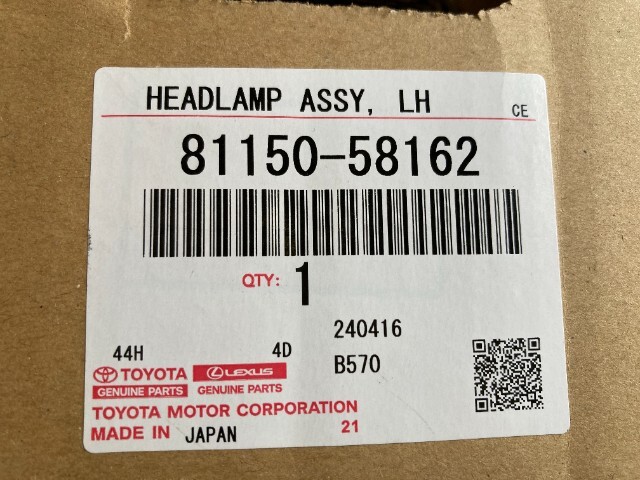 HEADLAMP ASSY, LH
CE
81150-58162
QTY: 1
240416
44H 4D B570
TOYOTA LEXUS
GENUINE PARTS GENUINE PARTS
TOYOTA MOTOR CORPORATION
MADE IN JAPAN 21